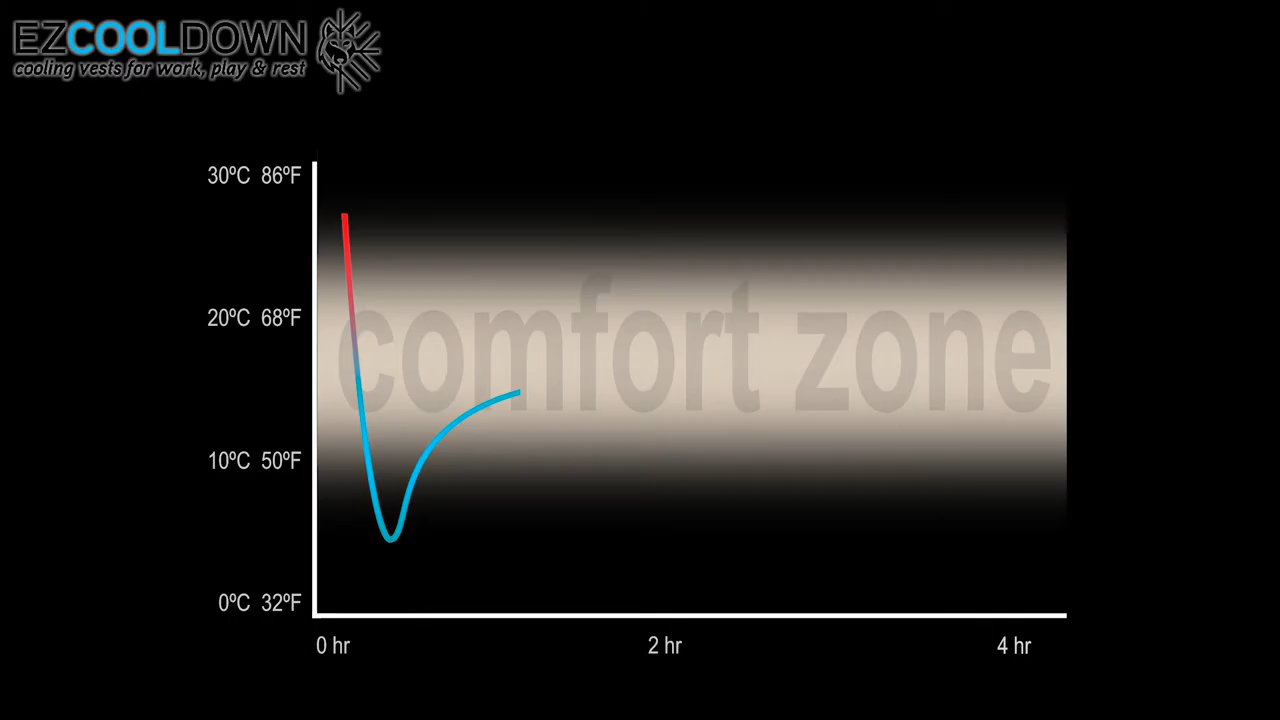 EZCOOLDOWN
cooling vests for work, play & rest
30ºC 86ºF
20ºC 68ºF
comfort zone
10ºC 50ºF
0ºC 32ºF
0 hr 2 hr 4 hr